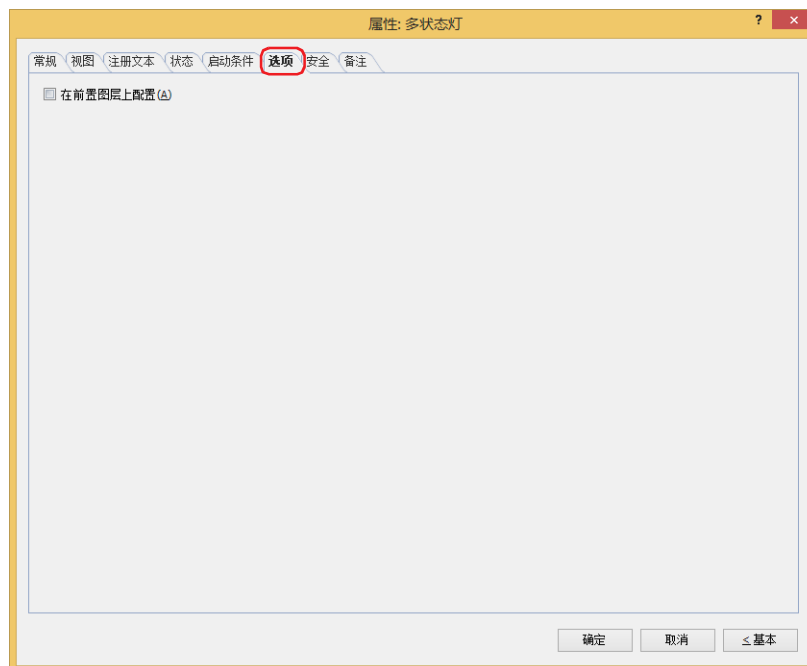 属性: 多状态灯
? ×
常规 视图 注册文本 状态 启动条件 选项 安全 备注
在前置图层上配置(A)
确定 取消 < 基本